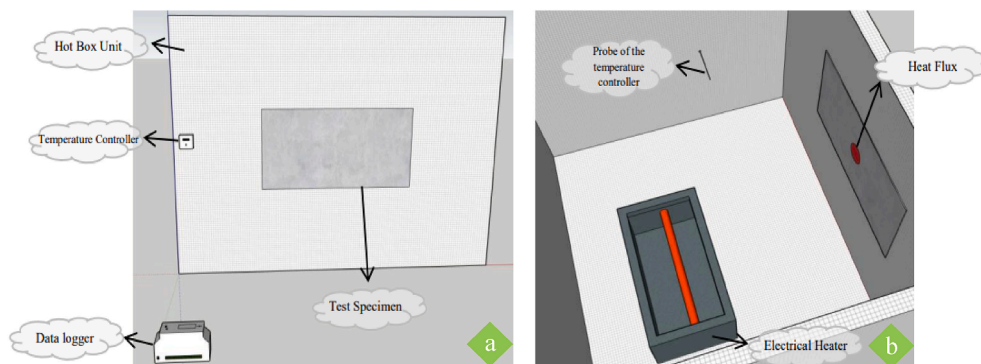 Hot Box Unit
Temperature Controller
Data logger
Test Specimen
a
Probe of the
temperature
controller
Heat Flux
Electrical Heater
b